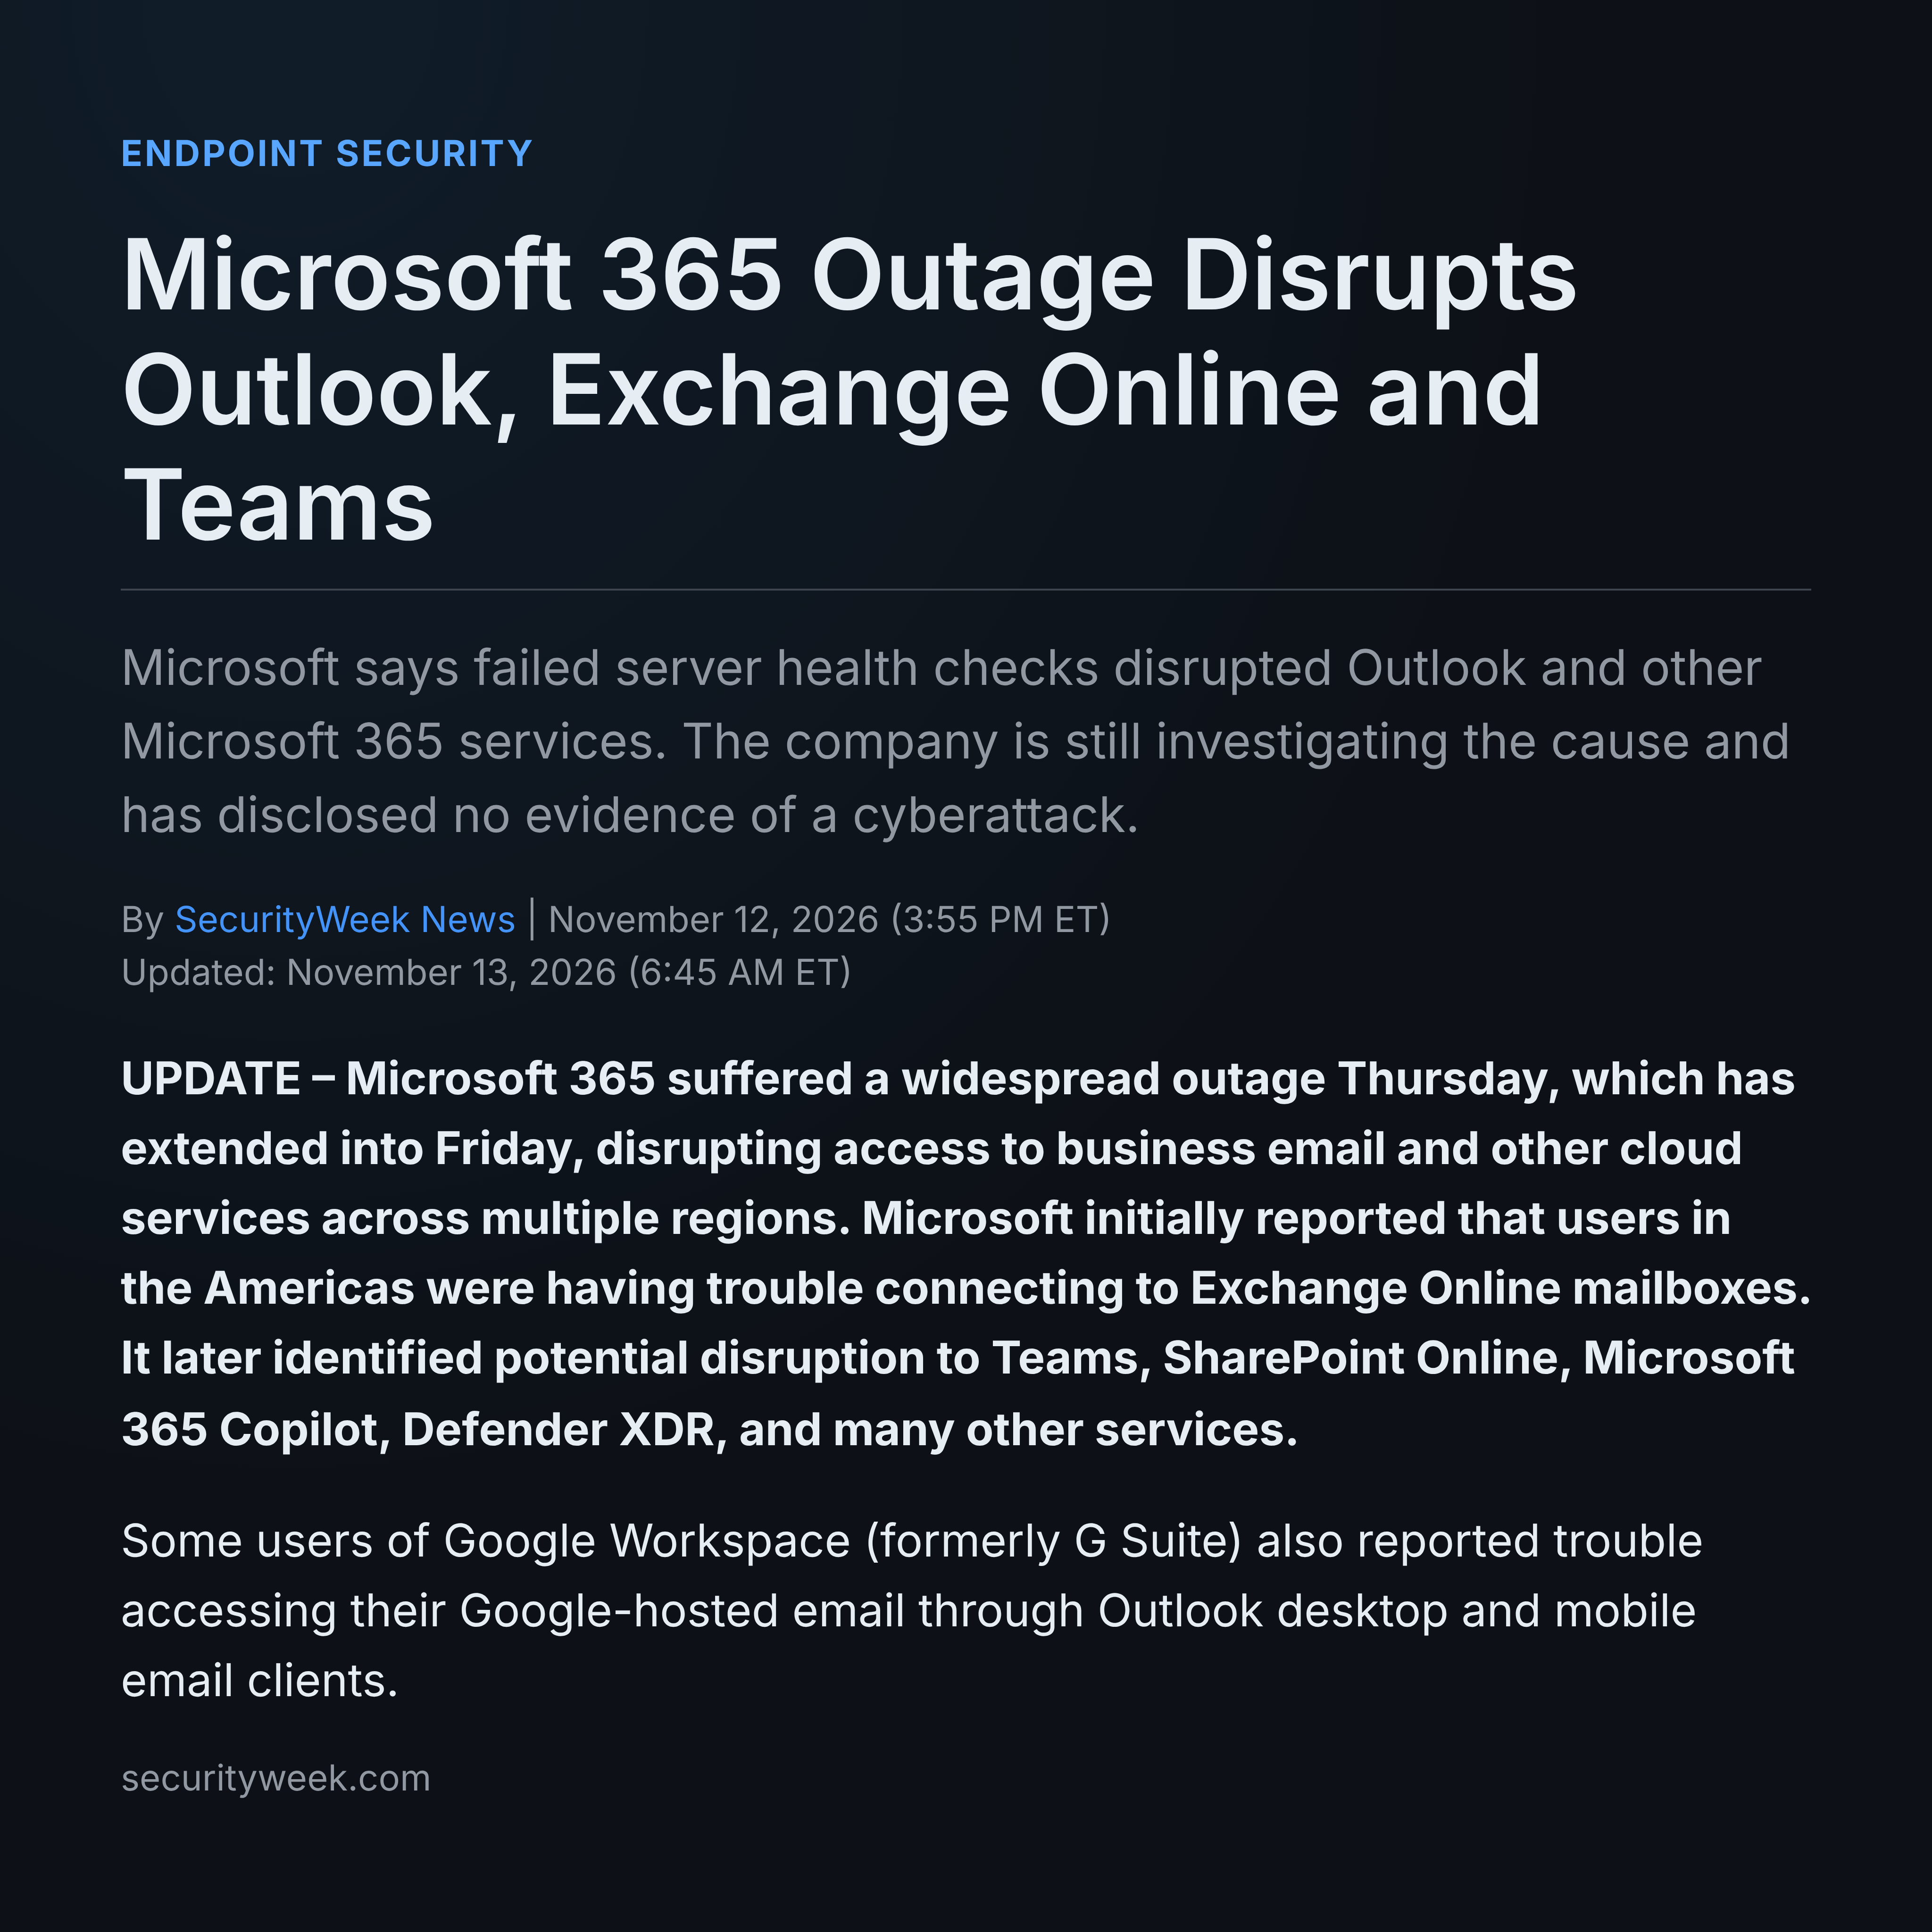 ENDPOINT SECURITY
Microsoft 365 Outage Disrupts
Outlook, Exchange Online and
Teams
Microsoft says failed server health checks disrupted Outlook and other
Microsoft 365 services. The company is still investigating the cause and
has disclosed no evidence of a cyberattack.
By SecurityWeek News | November 12, 2026 (3:55 PM ET)
Updated: November 13, 2026 (6:45 AM ET)
UPDATE – Microsoft 365 suffered a widespread outage Thursday, which has
extended into Friday, disrupting access to business email and other cloud
services across multiple regions. Microsoft initially reported that users in
the Americas were having trouble connecting to Exchange Online mailboxes.
It later identified potential disruption to Teams, SharePoint Online, Microsoft
365 Copilot, Defender XDR, and many other services.
Some users of Google Workspace (formerly G Suite) also reported trouble
accessing their Google-hosted email through Outlook desktop and mobile
email clients.
securityweek.com